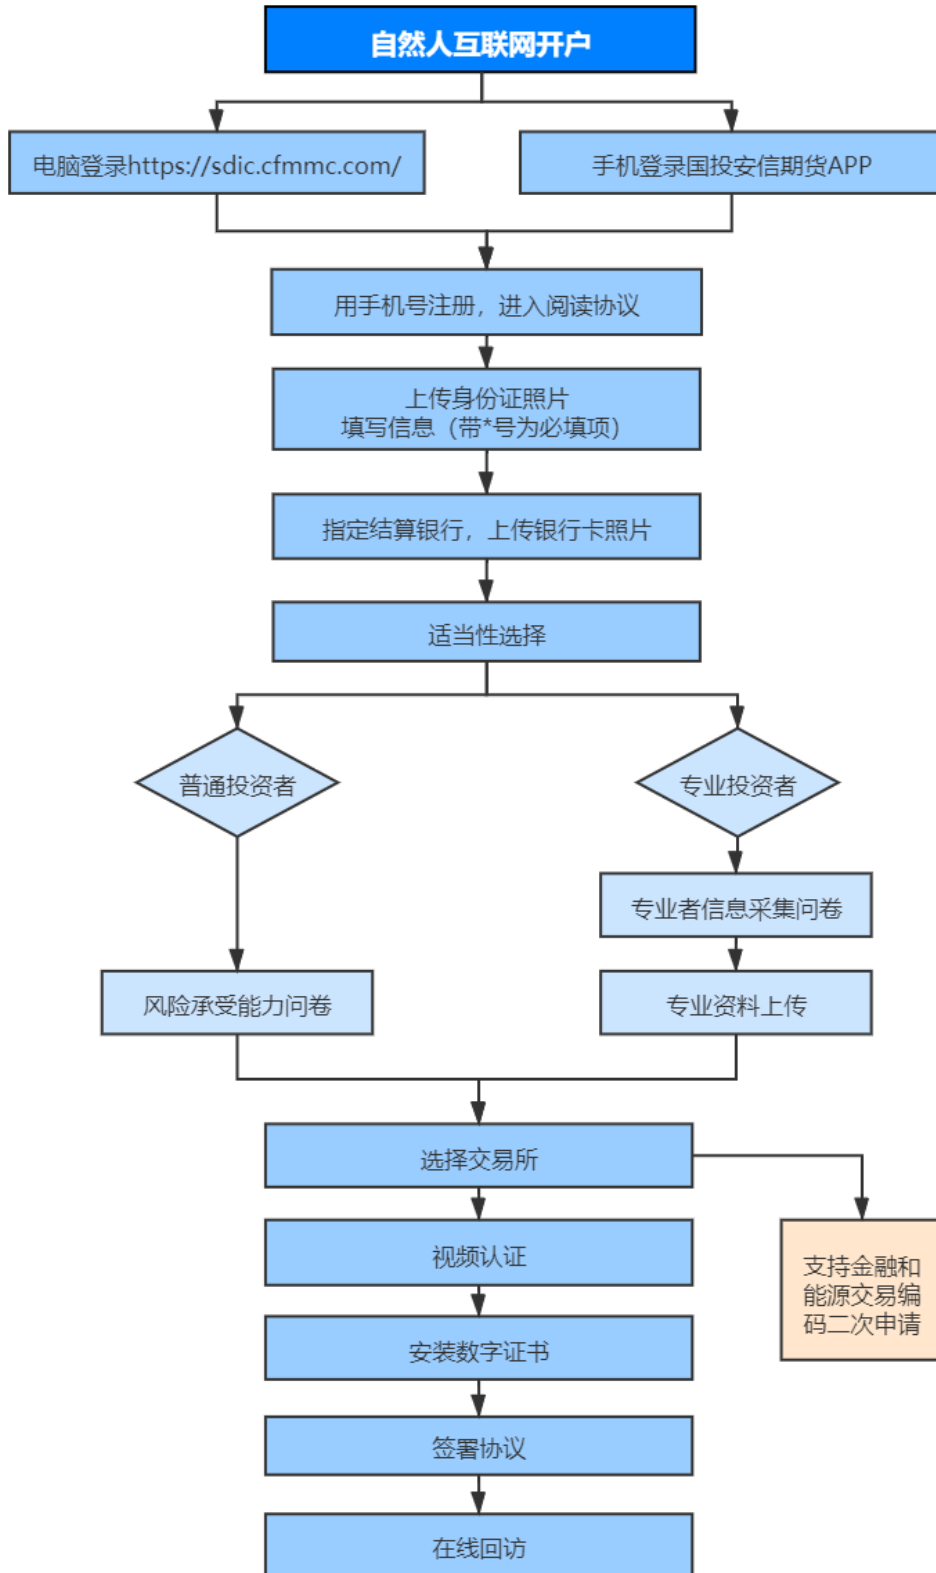 自然人互联网开户
电脑登录https://sdic.cfmmc.com/
手机登录国投安信期货APP
用手机号注册，进入阅读协议
上传身份证照片
填写信息（带*号为必填项）
指定结算银行，上传银行卡照片
适当性选择
普通投资者
专业投资者
专业者信息采集问卷
风险承受能力问卷
专业资料上传
选择交易所
视频认证
支持金融和
能源交易编
码二次申请
安装数字证书
签署协议
在线回访